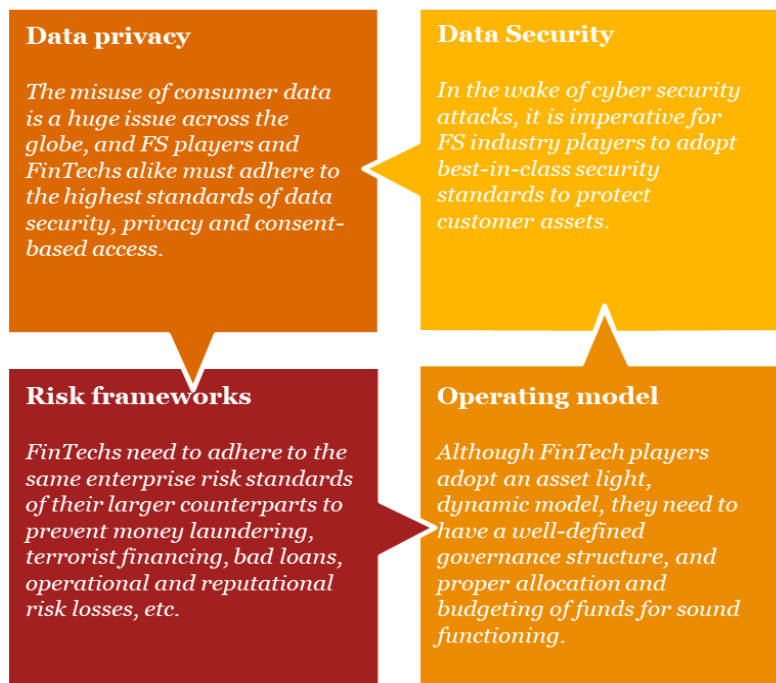 Data privacy
The misuse of consumer data
is a huge issue across the
globe, and FS players and
FinTechs alike must adhere to
the highest standards of data
security, privacy and consent-
based access.
Data Security
In the wake of cyber security
attacks, it is imperative for
FS industry players to adopt
best-in-class security
standards to protect
customer assets.
Risk frameworks
FinTechs need to adhere to the
same enterprise risk standards
of their larger counterparts to
prevent money laundering,
terrorist financing, bad loans,
operational and reputational
risk losses, etc.
Operating model
Although FinTech players
adopt an asset light,
dynamic model, they need to
have a well-defined
governance structure, and
proper allocation and
budgeting of funds for sound
functioning.